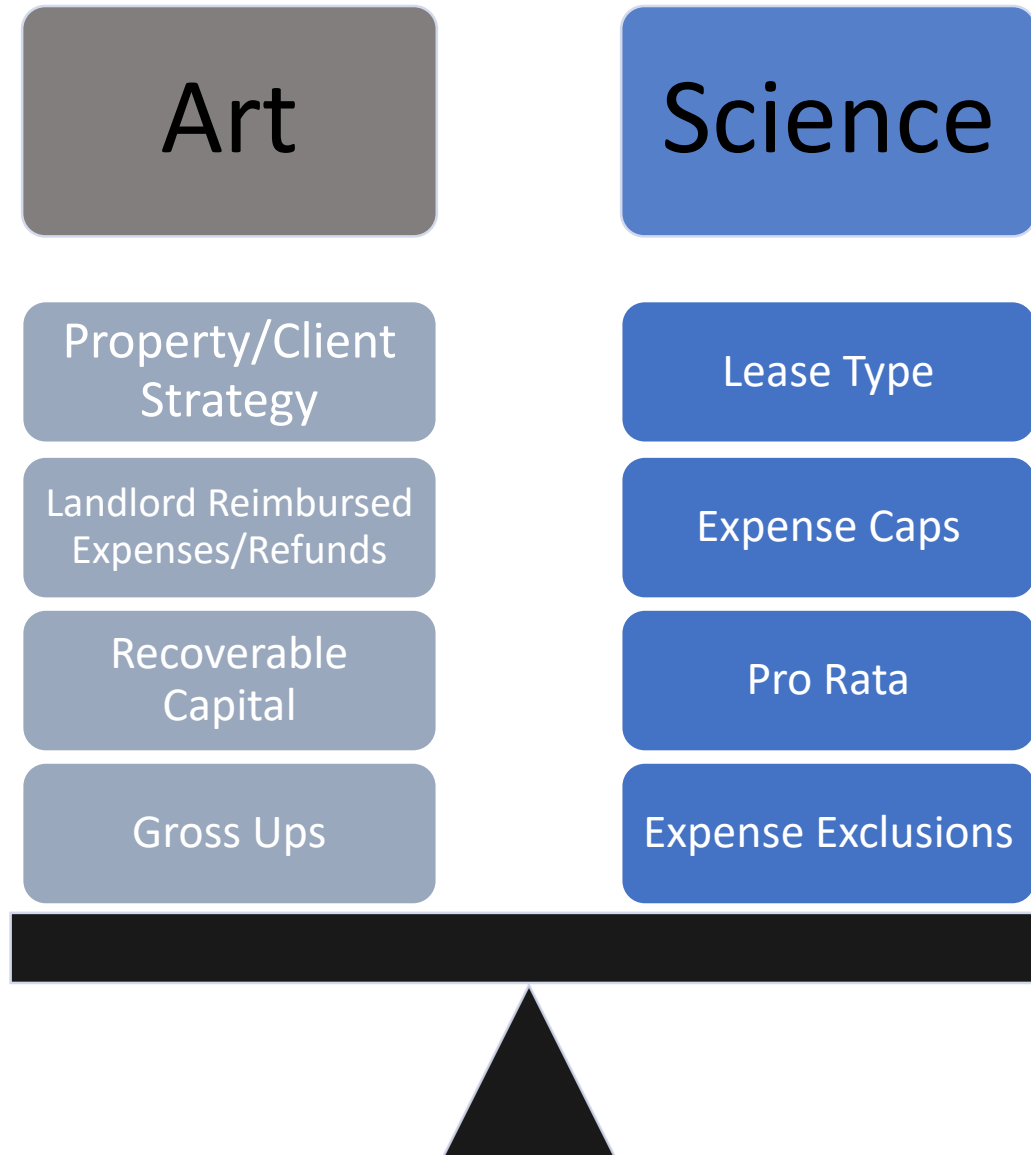 Art
Science
Property/Client
Strategy
Landlord Reimbursed
Expenses/Refunds
Recoverable
Capital
Gross Ups
Lease Type
Expense Caps
Pro Rata
Expense Exclusions